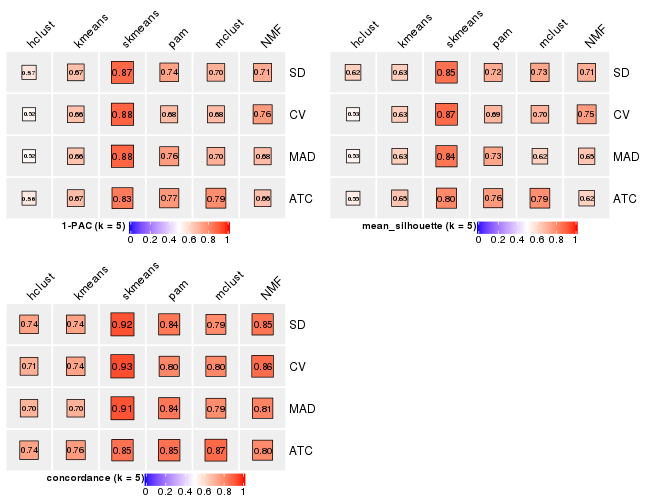 hclust kmeans skmeans pam mclust NMF
0.57 0.67 0.87 0.74 0.70 0.71 SD
0.52 0.66 0.88 0.68 0.68 0.76 CV
0.52 0.66 0.88 0.76 0.70 0.68 MAD
0.56 0.67 0.83 0.77 0.79 0.66 ATC
1-PAC (k = 5)
0 0.2 0.4 0.6 0.8 1
hclust kmeans skmeans pam mclust NMF
0.62 0.63 0.85 0.72 0.73 0.71 SD
0.53 0.63 0.87 0.69 0.70 0.75 CV
0.53 0.63 0.84 0.73 0.62 0.65 MAD
0.55 0.65 0.80 0.76 0.79 0.62 ATC
mean_silhouette (k = 5)
0 0.2 0.4 0.6 0.8 1
hclust kmeans skmeans pam mclust NMF
0.74 0.74 0.92 0.84 0.79 0.85 SD
0.71 0.74 0.93 0.80 0.80 0.86 CV
0.70 0.70 0.91 0.84 0.79 0.81 MAD
0.74 0.76 0.85 0.85 0.87 0.80 ATC
concordance (k = 5)
0 0.2 0.4 0.6 0.8 1